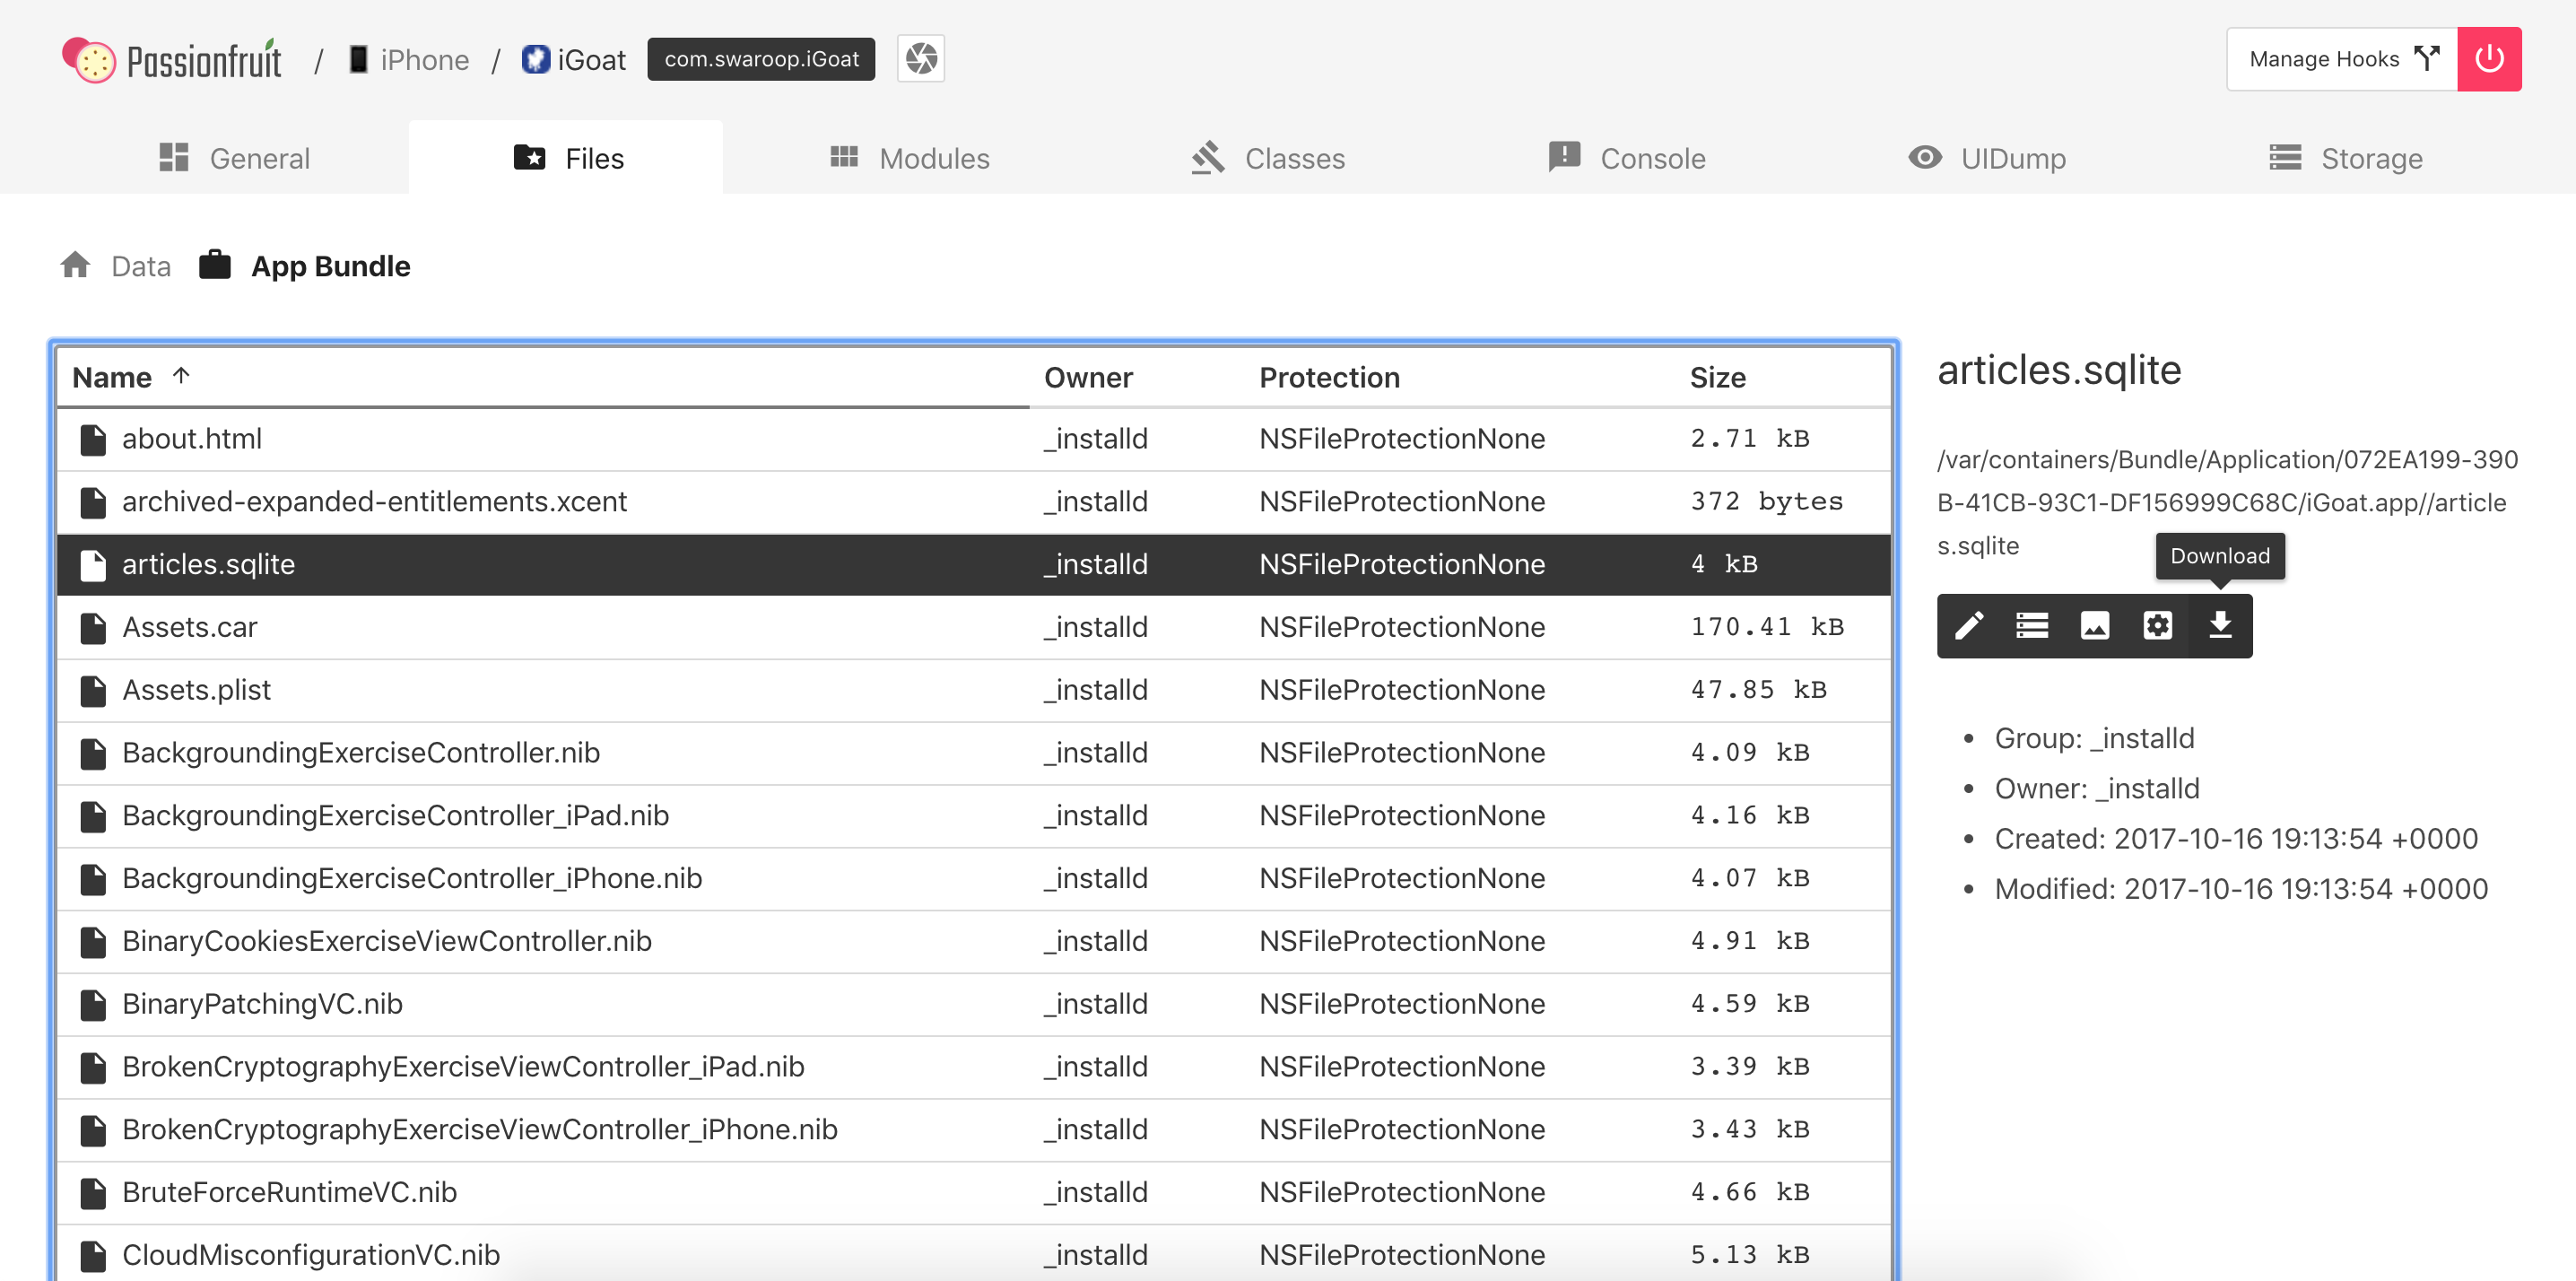 Passionfruit / iPhone / iGoat com.swaroop.iGoat Manage Hooks
General Files Modules Classes Console UIDump Storage
Data App Bundle
Name Owner Protection Size
about.html _installd NSFileProtectionNone 2.71 kB
archived-expanded-entitlements.xcent _installd NSFileProtectionNone 372 bytes
articles.sqlite _installd NSFileProtectionNone 4 kB
Assets.car _installd NSFileProtectionNone 170.41 kB
Assets.plist _installd NSFileProtectionNone 47.85 kB
BackgroundingExerciseController.nib _installd NSFileProtectionNone 4.09 kB
BackgroundingExerciseController_iPad.nib _installd NSFileProtectionNone 4.16 kB
BackgroundingExerciseController_iPhone.nib _installd NSFileProtectionNone 4.07 kB
BinaryCookiesExerciseViewController.nib _installd NSFileProtectionNone 4.91 kB
BinaryPatchingVC.nib _installd NSFileProtectionNone 4.59 kB
BrokenCryptographyExerciseViewController_iPad.nib _installd NSFileProtectionNone 3.39 kB
BrokenCryptographyExerciseViewController_iPhone.nib _installd NSFileProtectionNone 3.43 kB
BruteForceRuntimeVC.nib _installd NSFileProtectionNone 4.66 kB
CloudMisconfigurationVC.nib _installd NSFileProtectionNone 5.13 kB
articles.sqlite
/var/containers/Bundle/Application/072EA199-390
B-41CB-93C1-DF156999C68C/iGoat.app//article
s.sqlite
Download
• Group: _installd
• Owner: _installd
• Created: 2017-10-16 19:13:54 +0000
• Modified: 2017-10-16 19:13:54 +0000